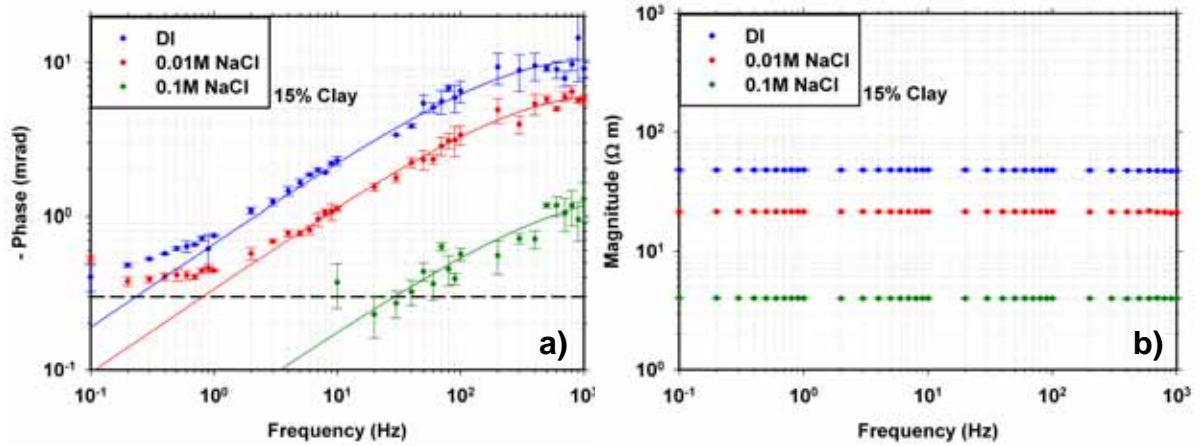 DI
0.01M NaCl
0.1M NaCl
15% Clay
- Phase (mrad)
10¹
10⁰
10⁻¹
10⁻¹ 10⁰ 10¹ 10² 10³
Frequency (Hz)
a)
DI
0.01M NaCl
0.1M NaCl
15% Clay
Magnitude (Ω m)
10³
10²
10¹
10⁰
10⁻¹ 10⁰ 10¹ 10² 10³
Frequency (Hz)
b)